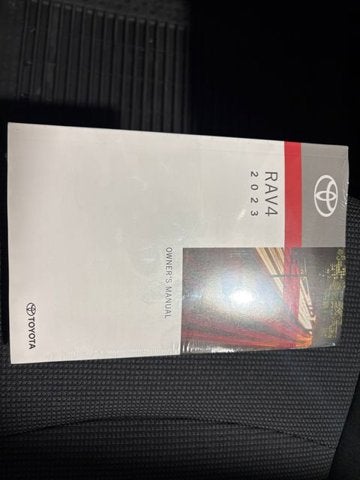 RAV4
2023
OWNER'S MANUAL
TOYOTA